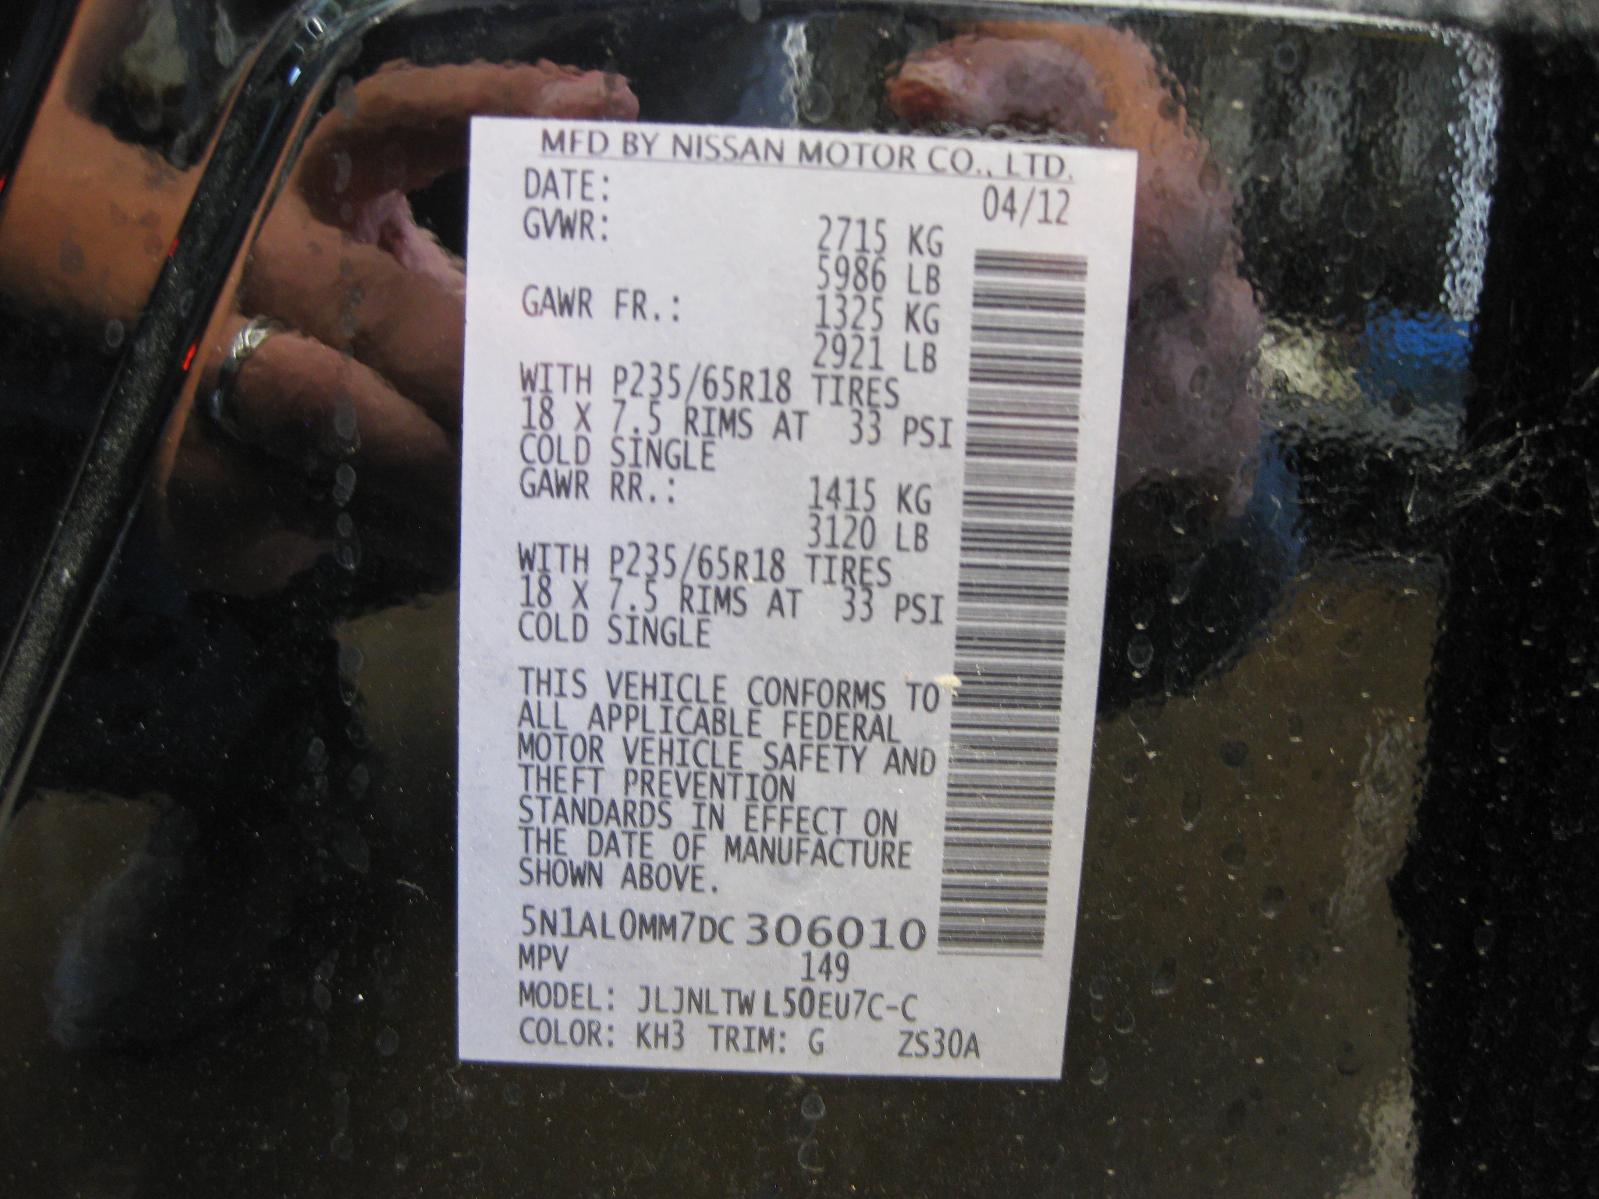 MFD BY NISSAN MOTOR CO., LTD.
DATE: 04/12
GVWR: 2715 KG
5986 LB
GAWR FR.: 1325 KG
2921 LB
WITH P235/65R18 TIRES
18 X 7.5 RIMS AT 33 PSI
COLD SINGLE
GAWR RR.: 1415 KG
3120 LB
WITH P235/65R18 TIRES
18 X 7.5 RIMS AT 33 PSI
COLD SINGLE
THIS VEHICLE CONFORMS TO
ALL APPLICABLE FEDERAL
MOTOR VEHICLE SAFETY AND
THEFT PREVENTION
STANDARDS IN EFFECT ON
THE DATE OF MANUFACTURE
SHOWN ABOVE.
5N1AL0MM7DC306010
MPV 149
MODEL: JLJNLTWL50EU7C-C
COLOR: KH3 TRIM: G ZS30A